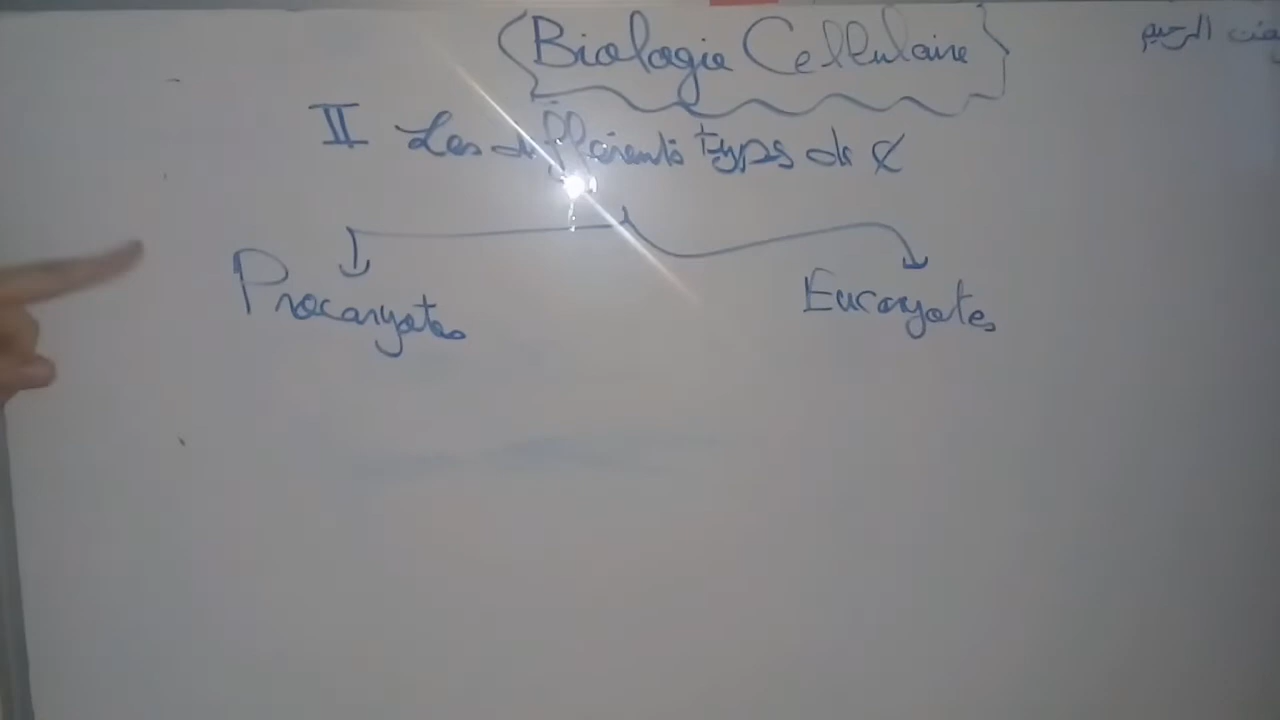 الرحيم
Biologie Cellulaire
II Les différents types de ₡
Procaryotes Eucaryotes